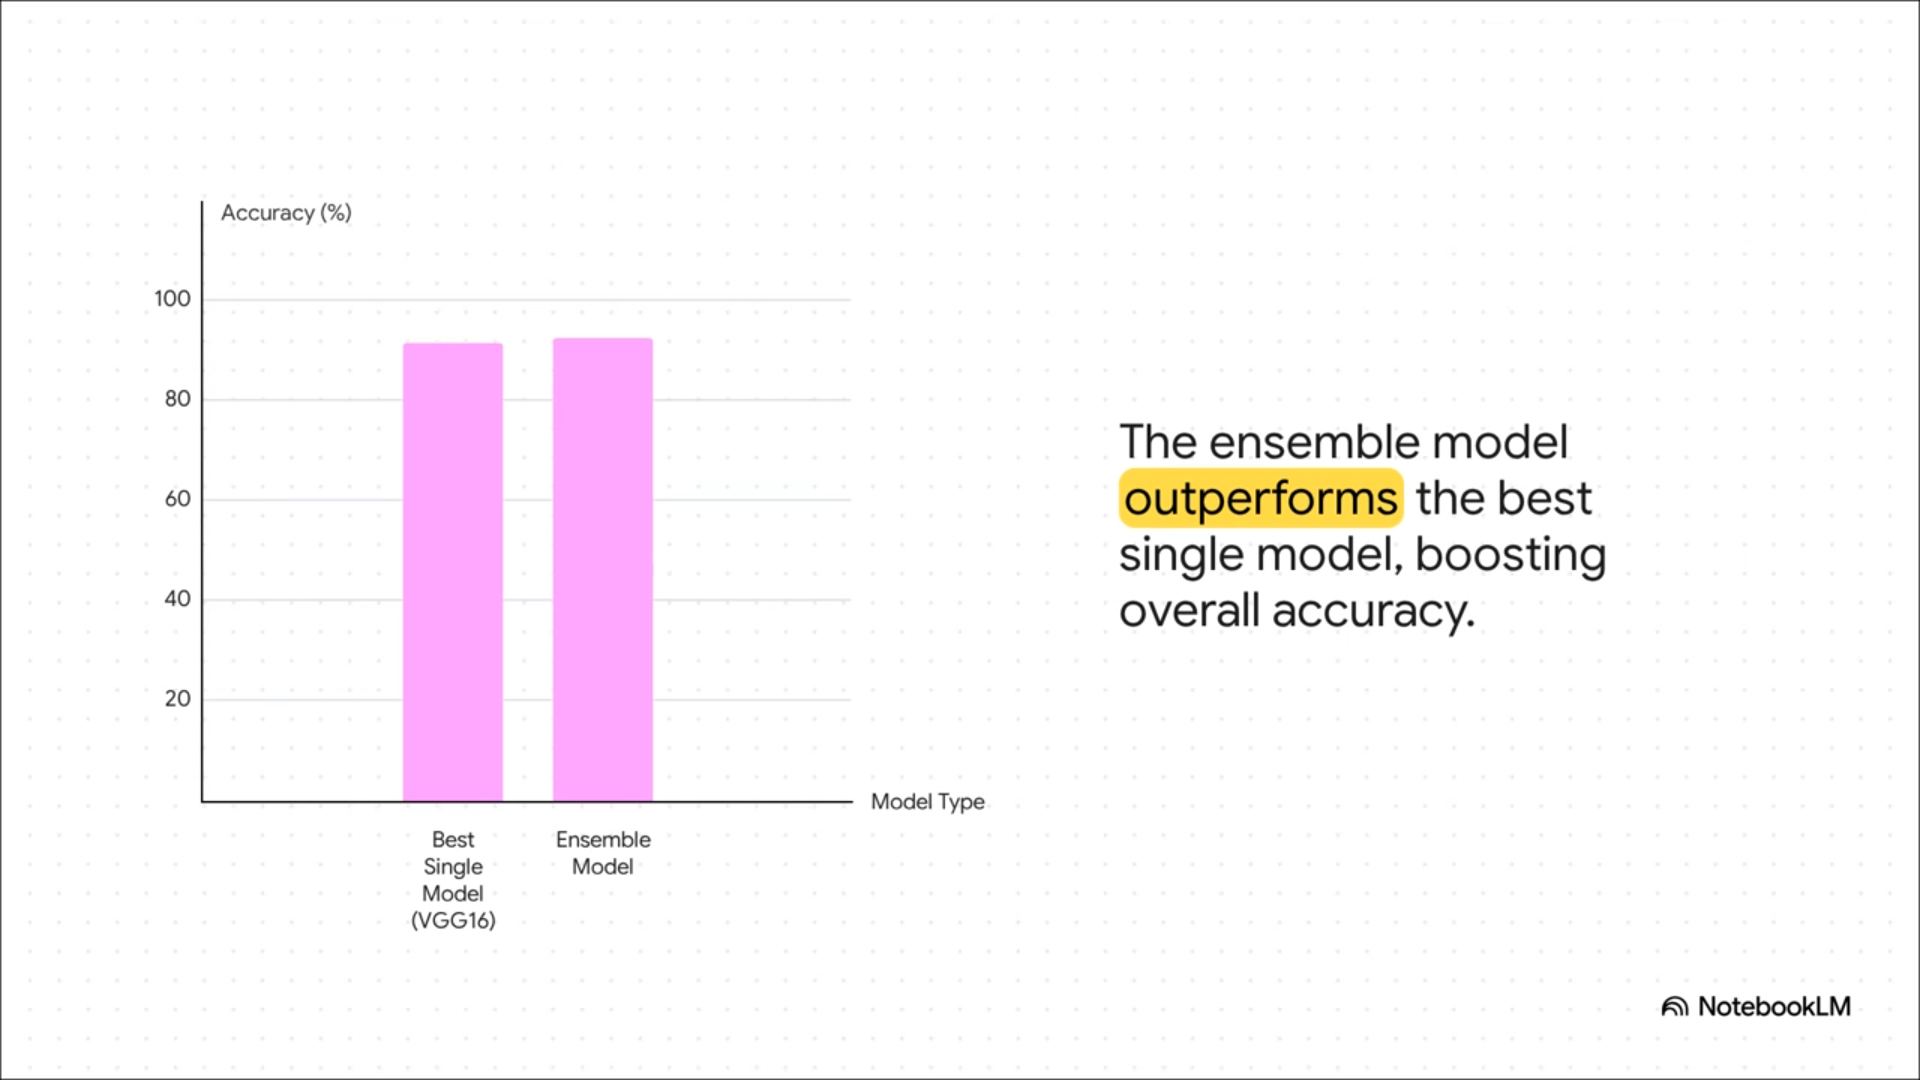 Accuracy (%)
100
80
60
40
20
Model Type
Best
Single
Model
(VGG16)
Ensemble
Model
The ensemble model
outperforms the best
single model, boosting
overall accuracy.
NotebookLM